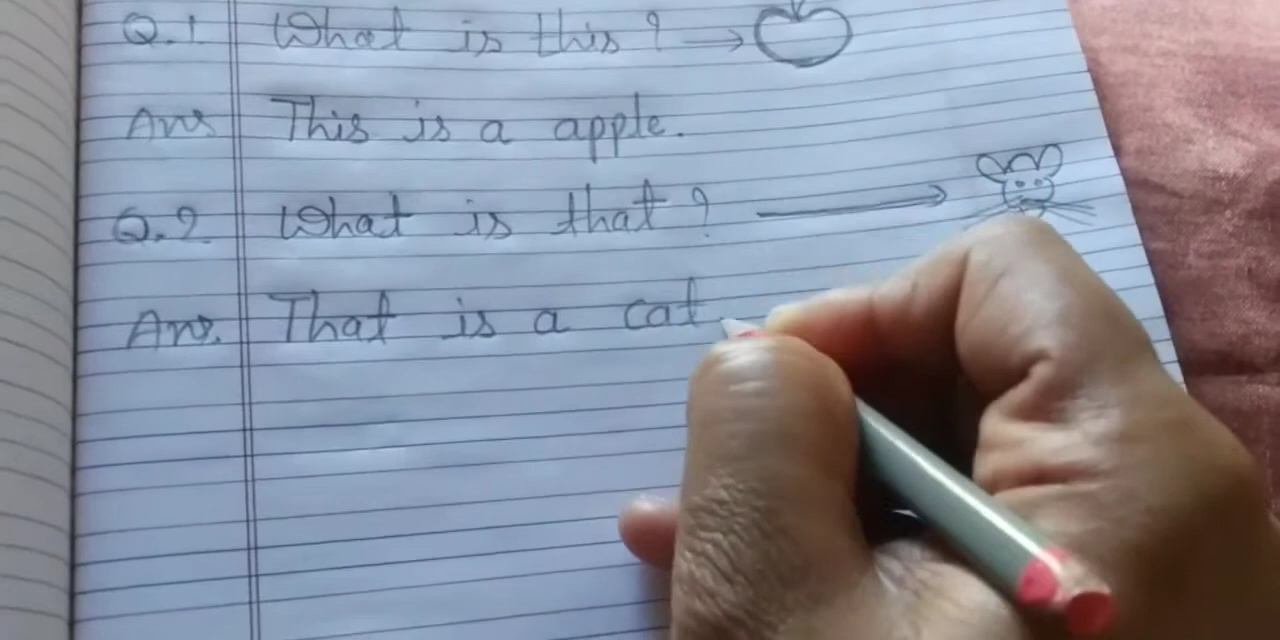 Q.1 What is this? →
Ans This is a apple.
Q.2 What is that? →
Ans. That is a cat